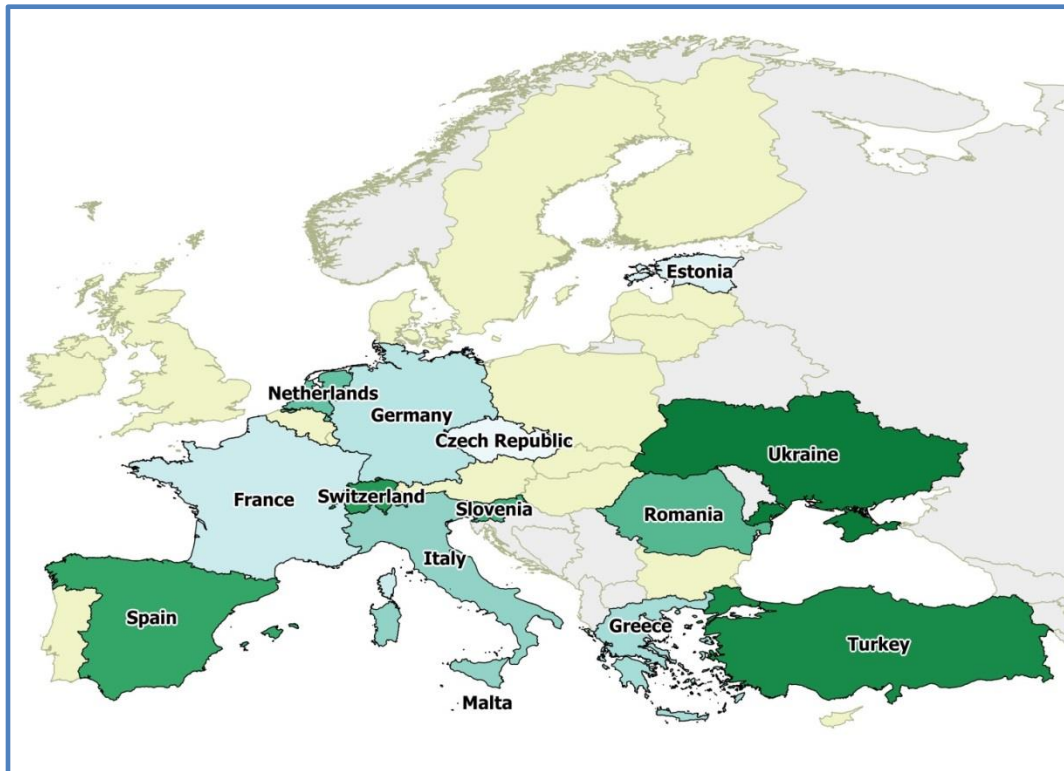 Estonia
Netherlands
Germany
Czech Republic
Ukraine
France
Switzerland
Slovenia
Romania
Italy
Spain
Greece
Turkey
Malta